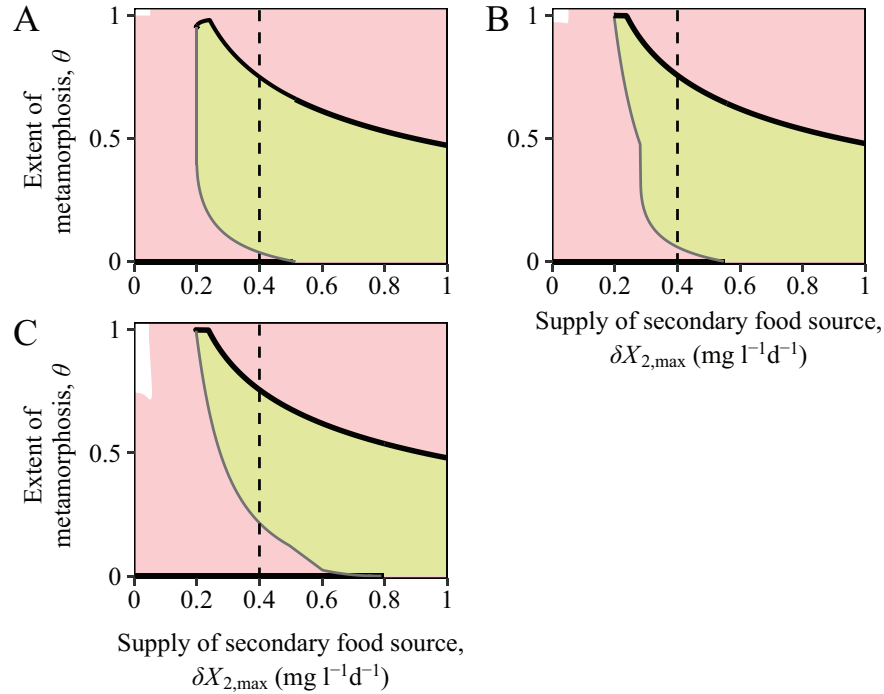 A
B
1
0.5
0
Extent of
metamorphosis, θ
0 0.2 0.4 0.6 0.8 1
1
0.5
0
0 0.2 0.4 0.6 0.8 1
Supply of secondary food source,
δX2,max (mg l−1d−1)
C
1
0.5
0
Extent of
metamorphosis, θ
0 0.2 0.4 0.6 0.8 1
Supply of secondary food source,
δX2,max (mg l−1d−1)